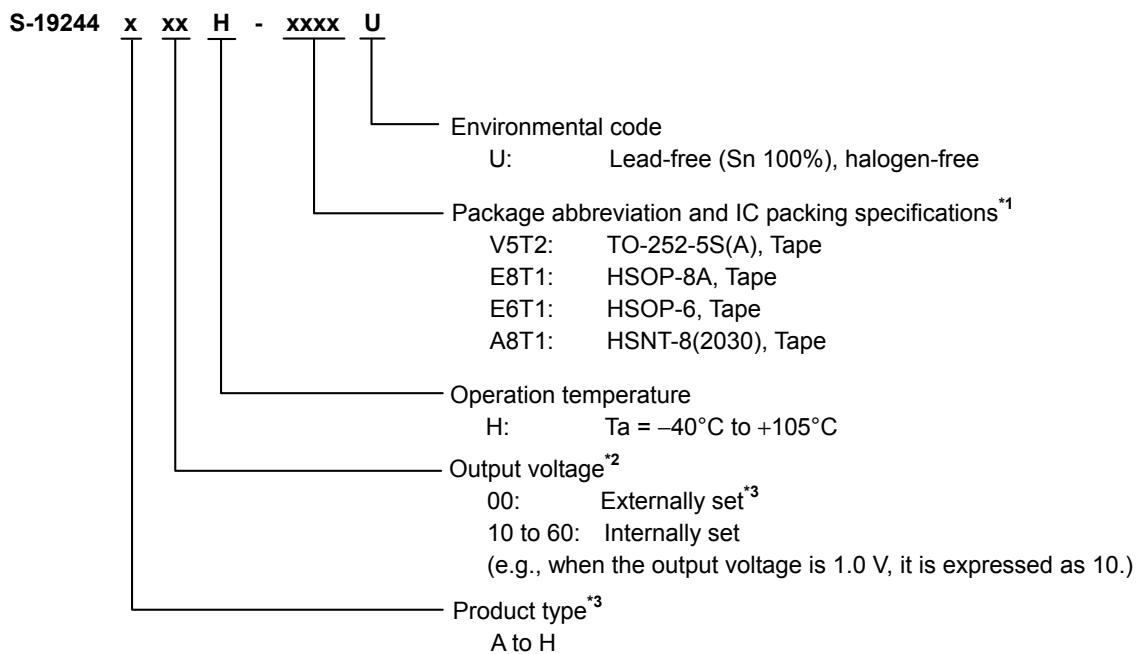 S-19244 x xx H - xxxx U
Environmental code
U: Lead-free (Sn 100%), halogen-free
Package abbreviation and IC packing specifications*1
V5T2: TO-252-5S(A), Tape
E8T1: HSOP-8A, Tape
E6T1: HSOP-6, Tape
A8T1: HSNT-8(2030), Tape
Operation temperature
H: Ta = −40°C to +105°C
Output voltage*2
00: Externally set*3
10 to 60: Internally set
(e.g., when the output voltage is 1.0 V, it is expressed as 10.)
Product type*3
A to H